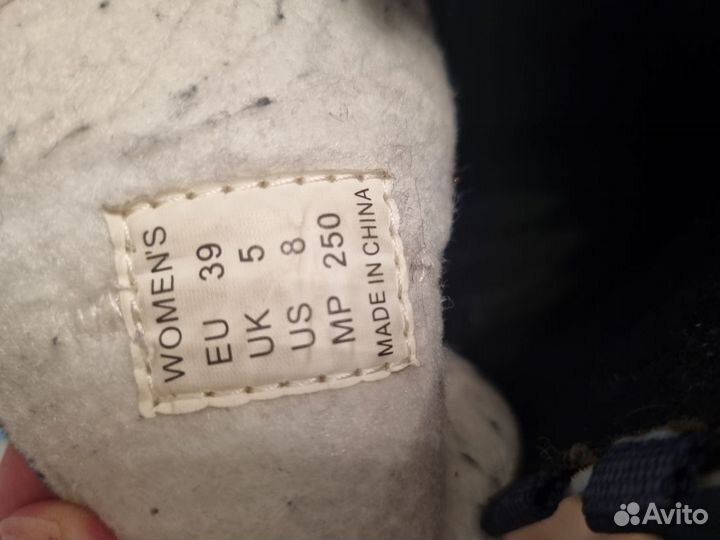 WOMEN'S
EU 39
UK 5
US 8
MP 250
MADE IN CHINA
Avito